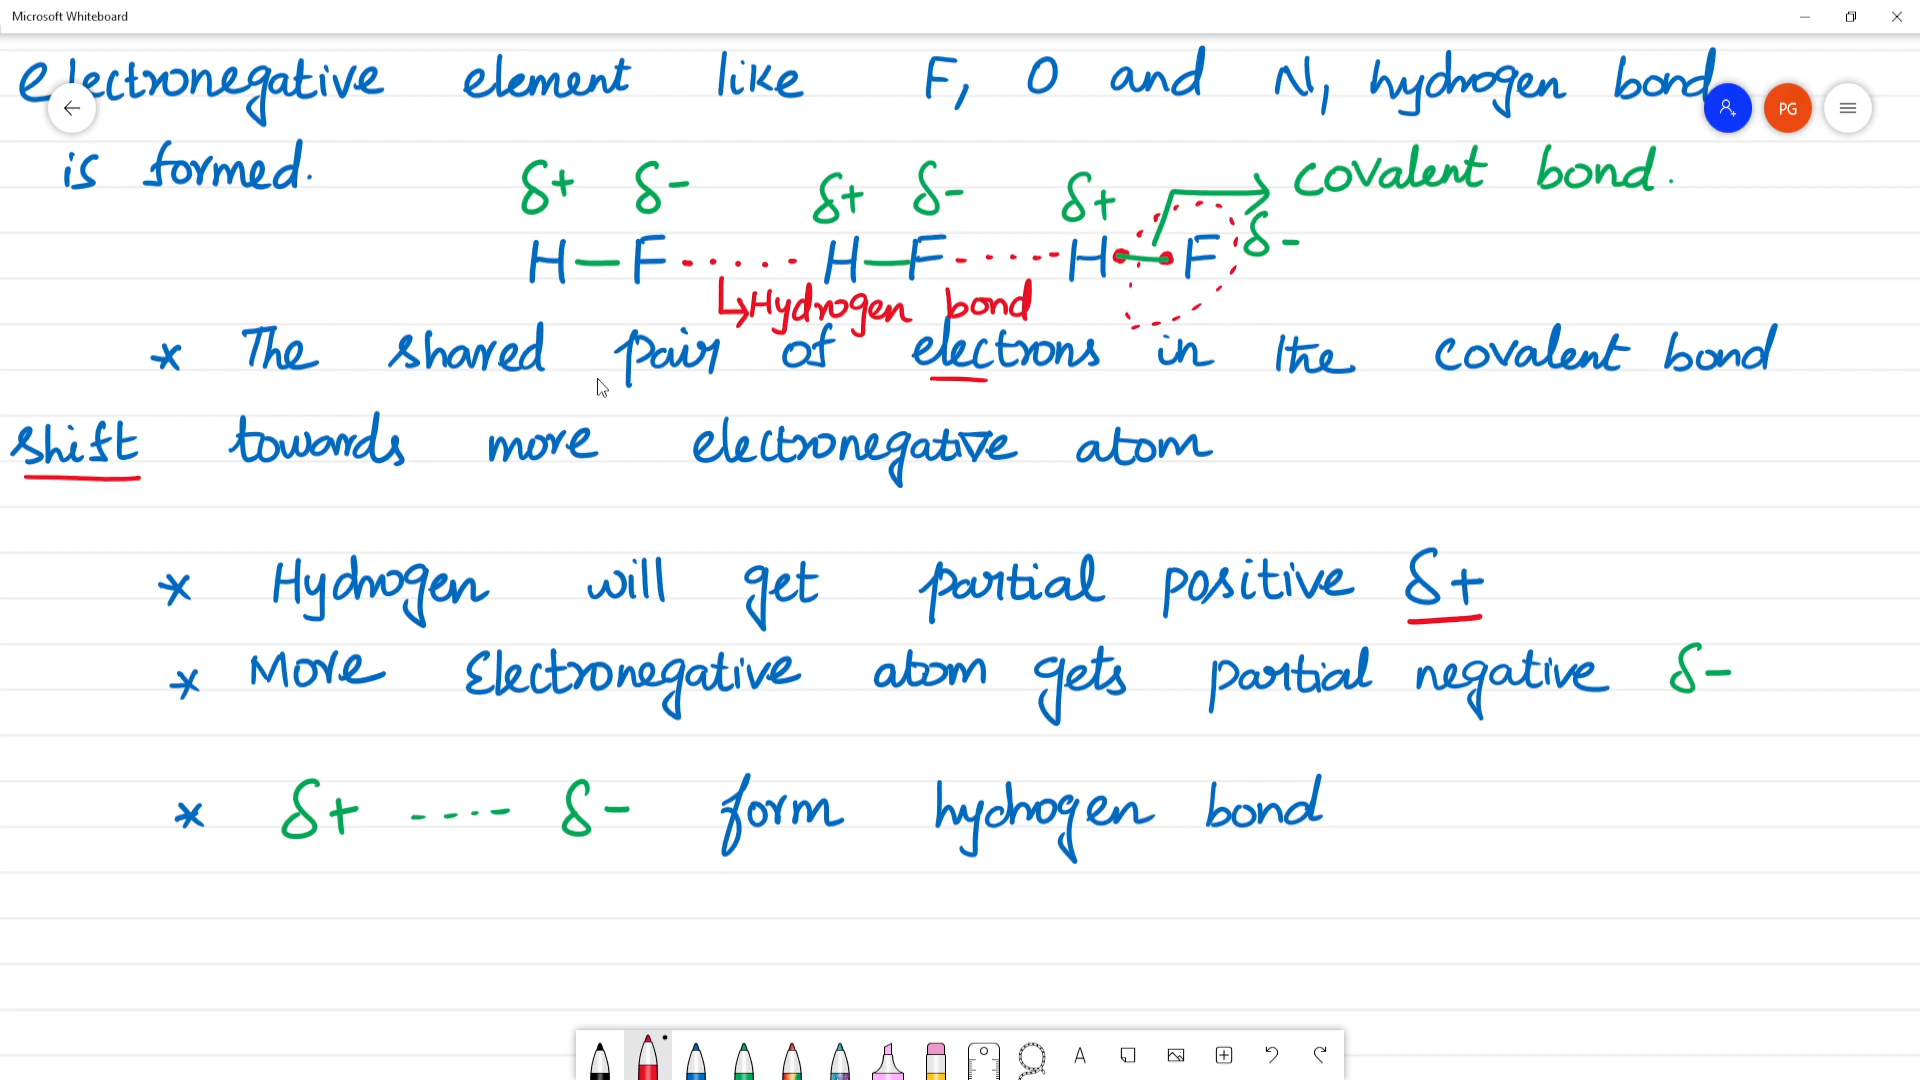 Microsoft Whiteboard
electronegative element like F, O and N, hydrogen bond
PG
is formed.
δ+ δ- δ+ δ- δ+ δ- covalent bond.
H—F ...... H—F ...... H—F
↳Hydrogen bond
* The shared pair of electrons in the covalent bond
shift towards more electronegative atom
* Hydrogen will get partial positive δ+
* More Electronegative atom gets partial negative δ-
* δ+ ---- δ- form hydrogen bond
A